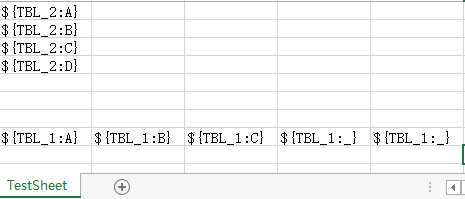 ${TBL_2:A}
${TBL_2:B}
${TBL_2:C}
${TBL_2:D}
${TBL_1:A} ${TBL_1:B} ${TBL_1:C} ${TBL_1:_} ${TBL_1:_}
TestSheet